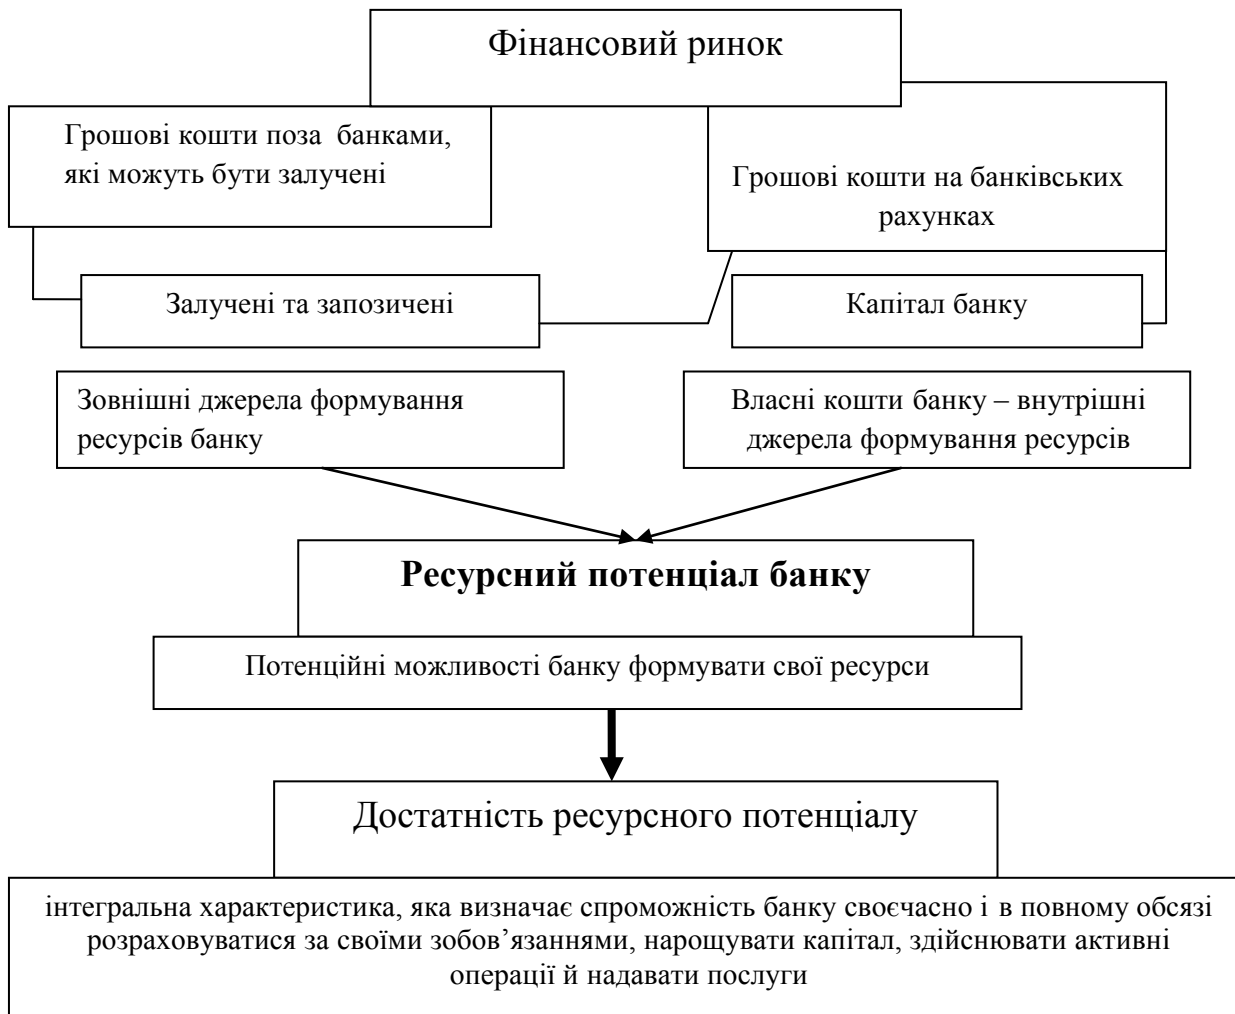 Фінансовий ринок
Грошові кошти поза банками,
які можуть бути залучені
Грошові кошти на банківських
рахунках
Залучені та запозичені
Капітал банку
Зовнішні джерела формування
ресурсів банку
Власні кошти банку – внутрішні
джерела формування ресурсів
Ресурсний потенціал банку
Потенційні можливості банку формувати свої ресурси
Достатність ресурсного потенціалу
інтегральна характеристика, яка визначає спроможність банку своєчасно і в повному обсязі
розраховуватися за своїми зобов’язаннями, нарощувати капітал, здійснювати активні
операції й надавати послуги